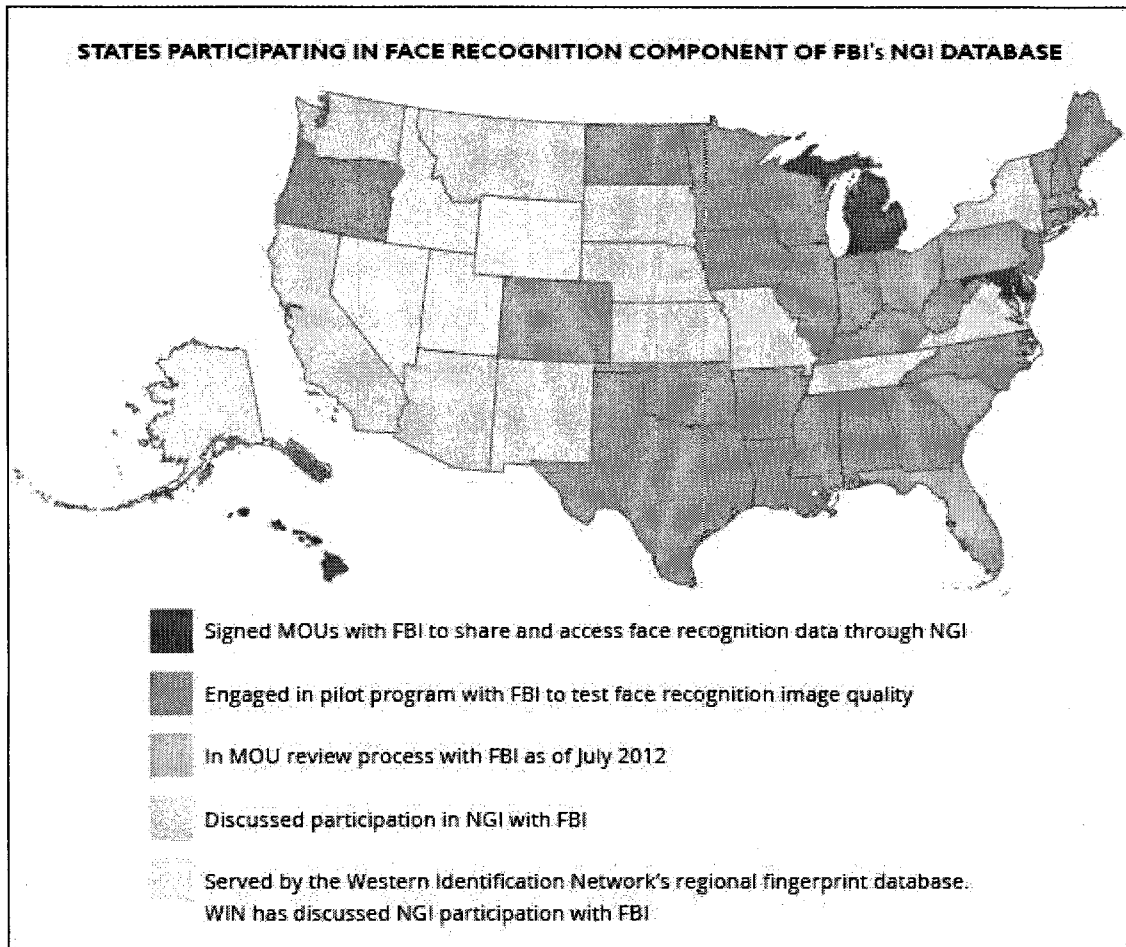 STATES PARTICIPATING IN FACE RECOGNITION COMPONENT OF FBI's NGI DATABASE
Signed MOUs with FBI to share and access face recognition data through NGI
Engaged in pilot program with FBI to test face recognition image quality
In MOU review process with FBI as of July 2012
Discussed participation in NGI with FBI
Served by the Western Identification Network's regional fingerprint database.
WIN has discussed NGI participation with FBI